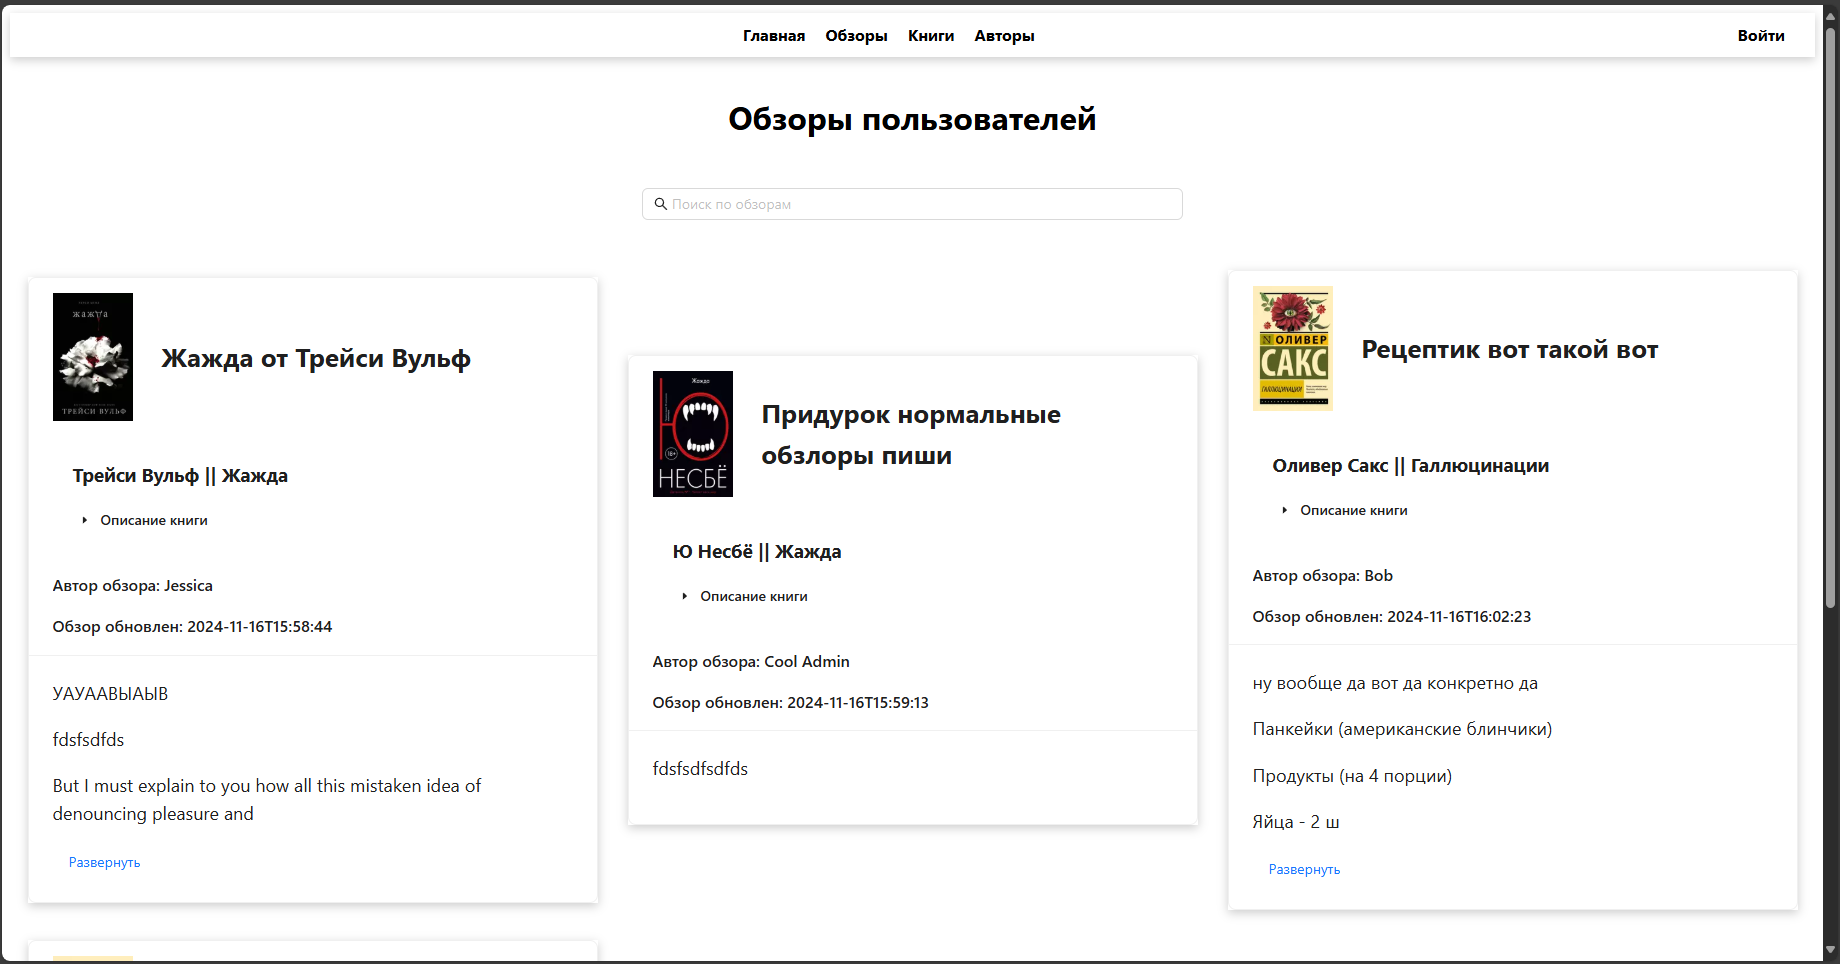 Главная Обзоры Книги Авторы Войти
Обзоры пользователей
Поиск по обзорам
жажда
ТРЕЙСИ ВУЛЬФ
Жажда от Трейси Вульф
Трейси Вульф || Жажда
Описание книги
Автор обзора: Jessica
Обзор обновлен: 2024-11-16T15:58:44
УАУААВЫАЫВ
fdsfsdfds
But I must explain to you how all this mistaken idea of
denouncing pleasure and
Развернуть
Жажда
Ю
16+
НЕСБЁ
Придурок нормальные
обзлоры пиши
Ю Несбё || Жажда
Описание книги
Автор обзора: Cool Admin
Обзор обновлен: 2024-11-16T15:59:13
fdsfsdfsdfds
N ОЛИВЕР
САКС
ГАЛЛЮЦИНАЦИИ
Рецептик вот такой вот
Оливер Сакс || Галлюцинации
Описание книги
Автор обзора: Bob
Обзор обновлен: 2024-11-16T16:02:23
ну вообще да вот да конкретно да
Панкейки (американские блинчики)
Продукты (на 4 порции)
Яйца - 2 ш
Развернуть